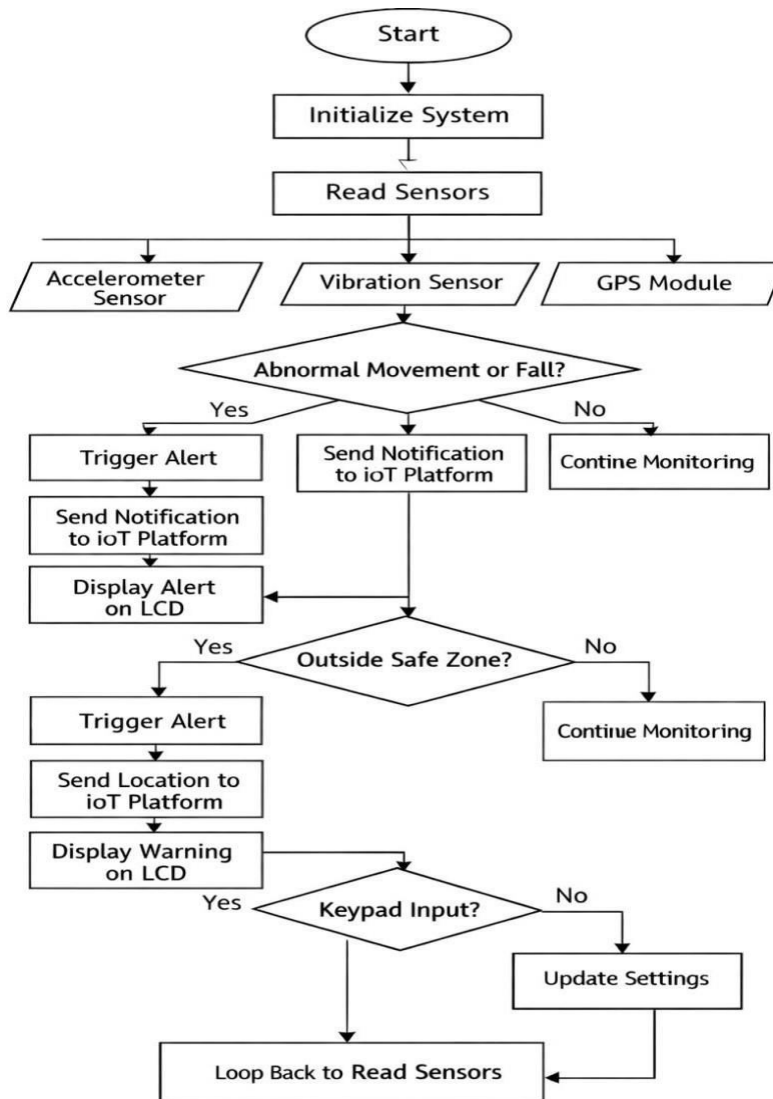 Start
Initialize System
Read Sensors
Accelerometer
Sensor
Vibration Sensor
GPS Module
Abnormal Movement or Fall?
Yes
No
Trigger Alert
Send Notification
to ioT Platform
Contine Monitoring
Send Notification
to ioT Platform
Display Alert
on LCD
Yes
Outside Safe Zone?
No
Trigger Alert
Contiue Monitoring
Send Location to
ioT Platform
Display Warning
on LCD
Yes
Keypad Input?
No
Update Settings
Loop Back to Read Sensors